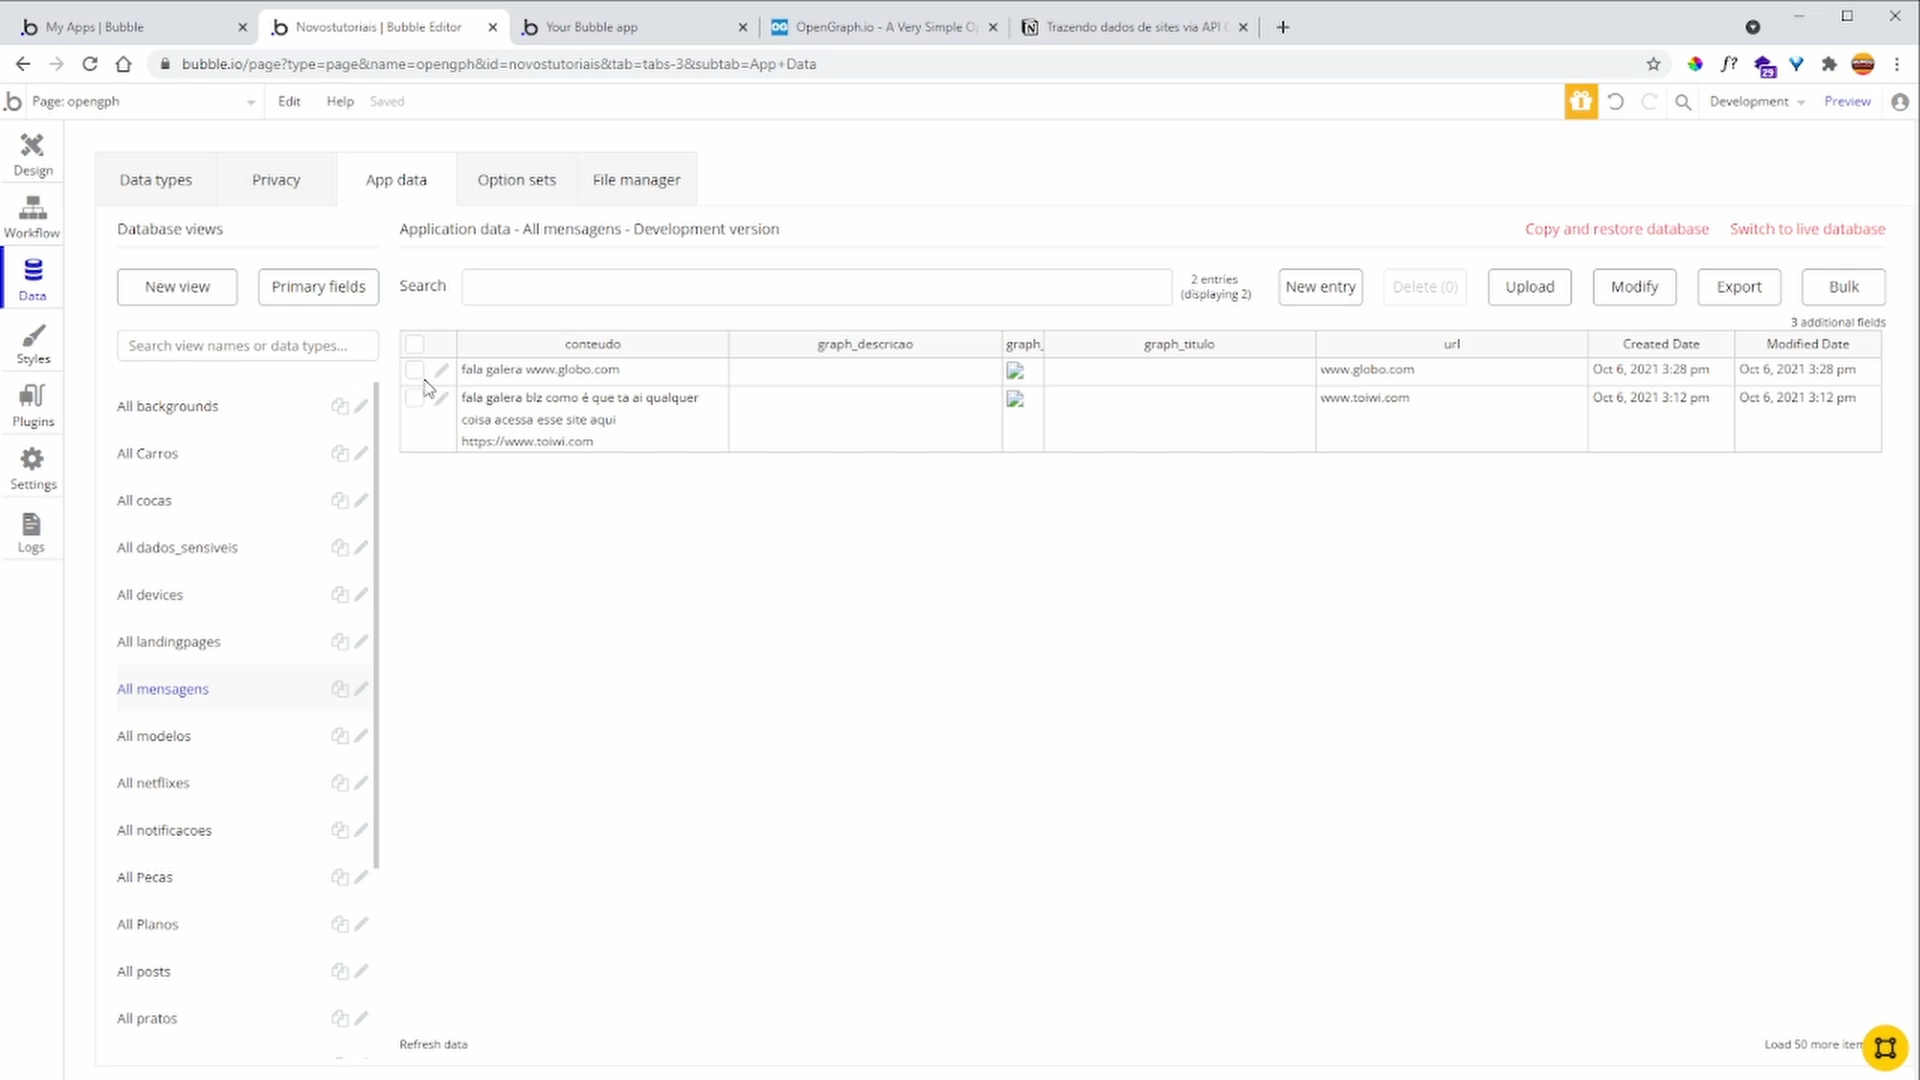 My Apps | Bubble
Novostutoriais | Bubble Editor
Your Bubble app
OpenGraph.io - A Very Simple O
Trazendo dados de sites via API C
bubble.io/page?type=page&name=opengph&id=novostutoriais&tab=tabs-3&subtab=App+Data
f?
29
Page: opengph
Edit
Help
Saved
Development
Preview
Design
Workflow
Data
Styles
Plugins
Settings
Logs
Data types
Privacy
App data
Option sets
File manager
Database views
Application data - All mensagens - Development version
Copy and restore database
Switch to live database
New view
Primary fields
Search
2 entries
(displaying 2)
New entry
Delete (0)
Upload
Modify
Export
Bulk
3 additional fields
Search view names or data types...
conteudo
graph_descricao
graph_
graph_titulo
url
Created Date
Modified Date
fala galera www.globo.com
www.globo.com
Oct 6, 2021 3:28 pm
Oct 6, 2021 3:28 pm
fala galera blz como é que ta ai qualquer
coisa acessa esse site aqui
https://www.toiwi.com
www.toiwi.com
Oct 6, 2021 3:12 pm
Oct 6, 2021 3:12 pm
All backgrounds
All Carros
All cocas
All dados_sensiveis
All devices
All landingpages
All mensagens
All modelos
All netflixes
All notificacoes
All Pecas
All Planos
All posts
All pratos
Refresh data
Load 50 more item